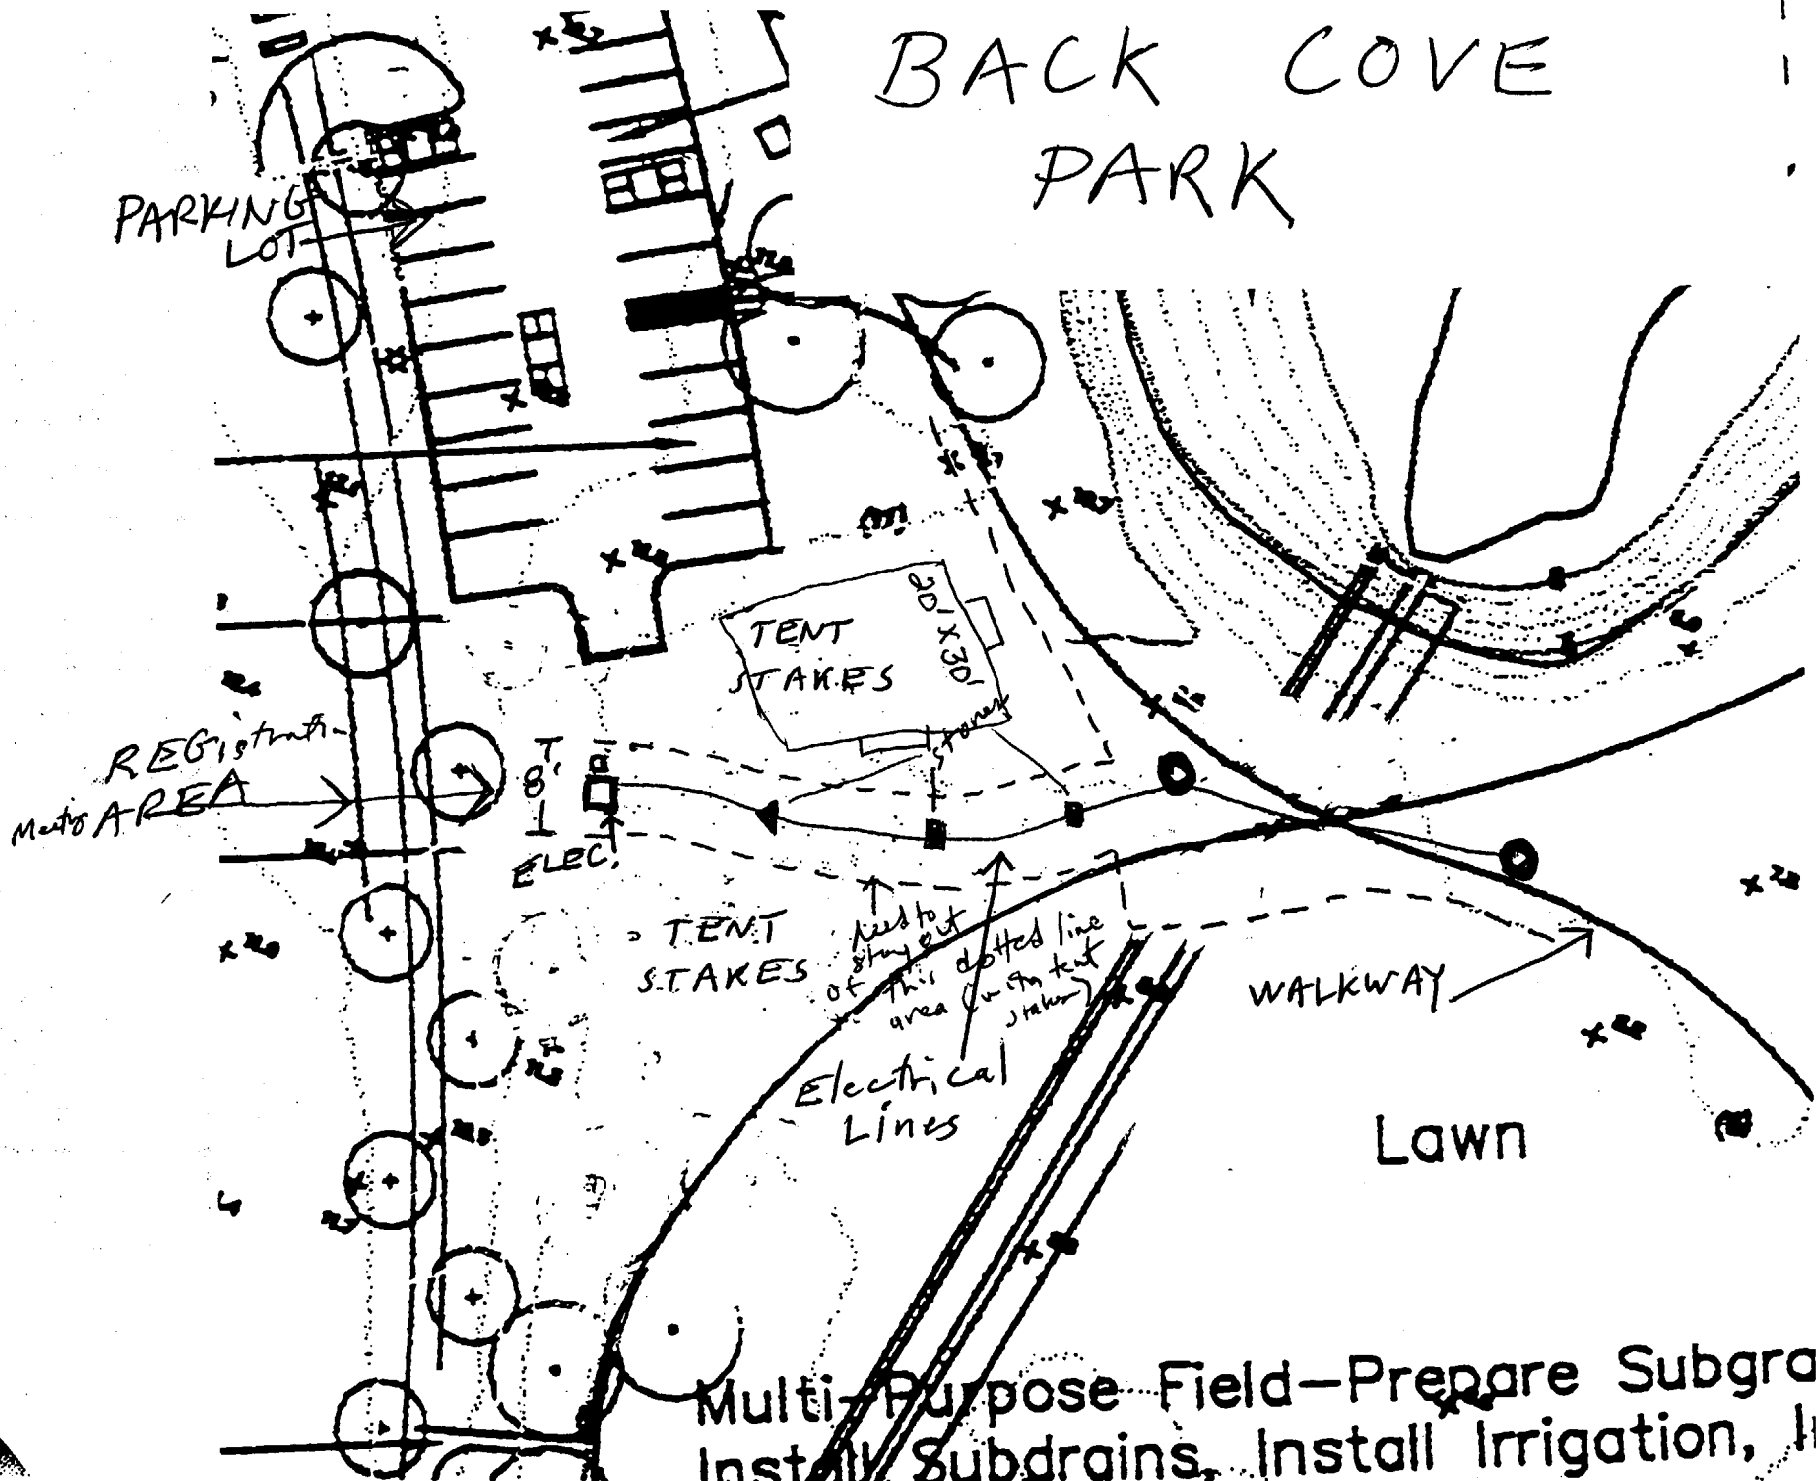 BACK COVE
PARK
PARKING
LOT
TENT
STAKES
20' x 30'
REGistrati
AREA
8'
ELEC.
TENT
STAKES
Need to
stay out
of this dotted line
area (with tent
stakes)
WALKWAY
Electrical
Lines
Lawn
Multi-Purpose Field-Prepare Subgra
Install Subdrains, Install Irrigation, I